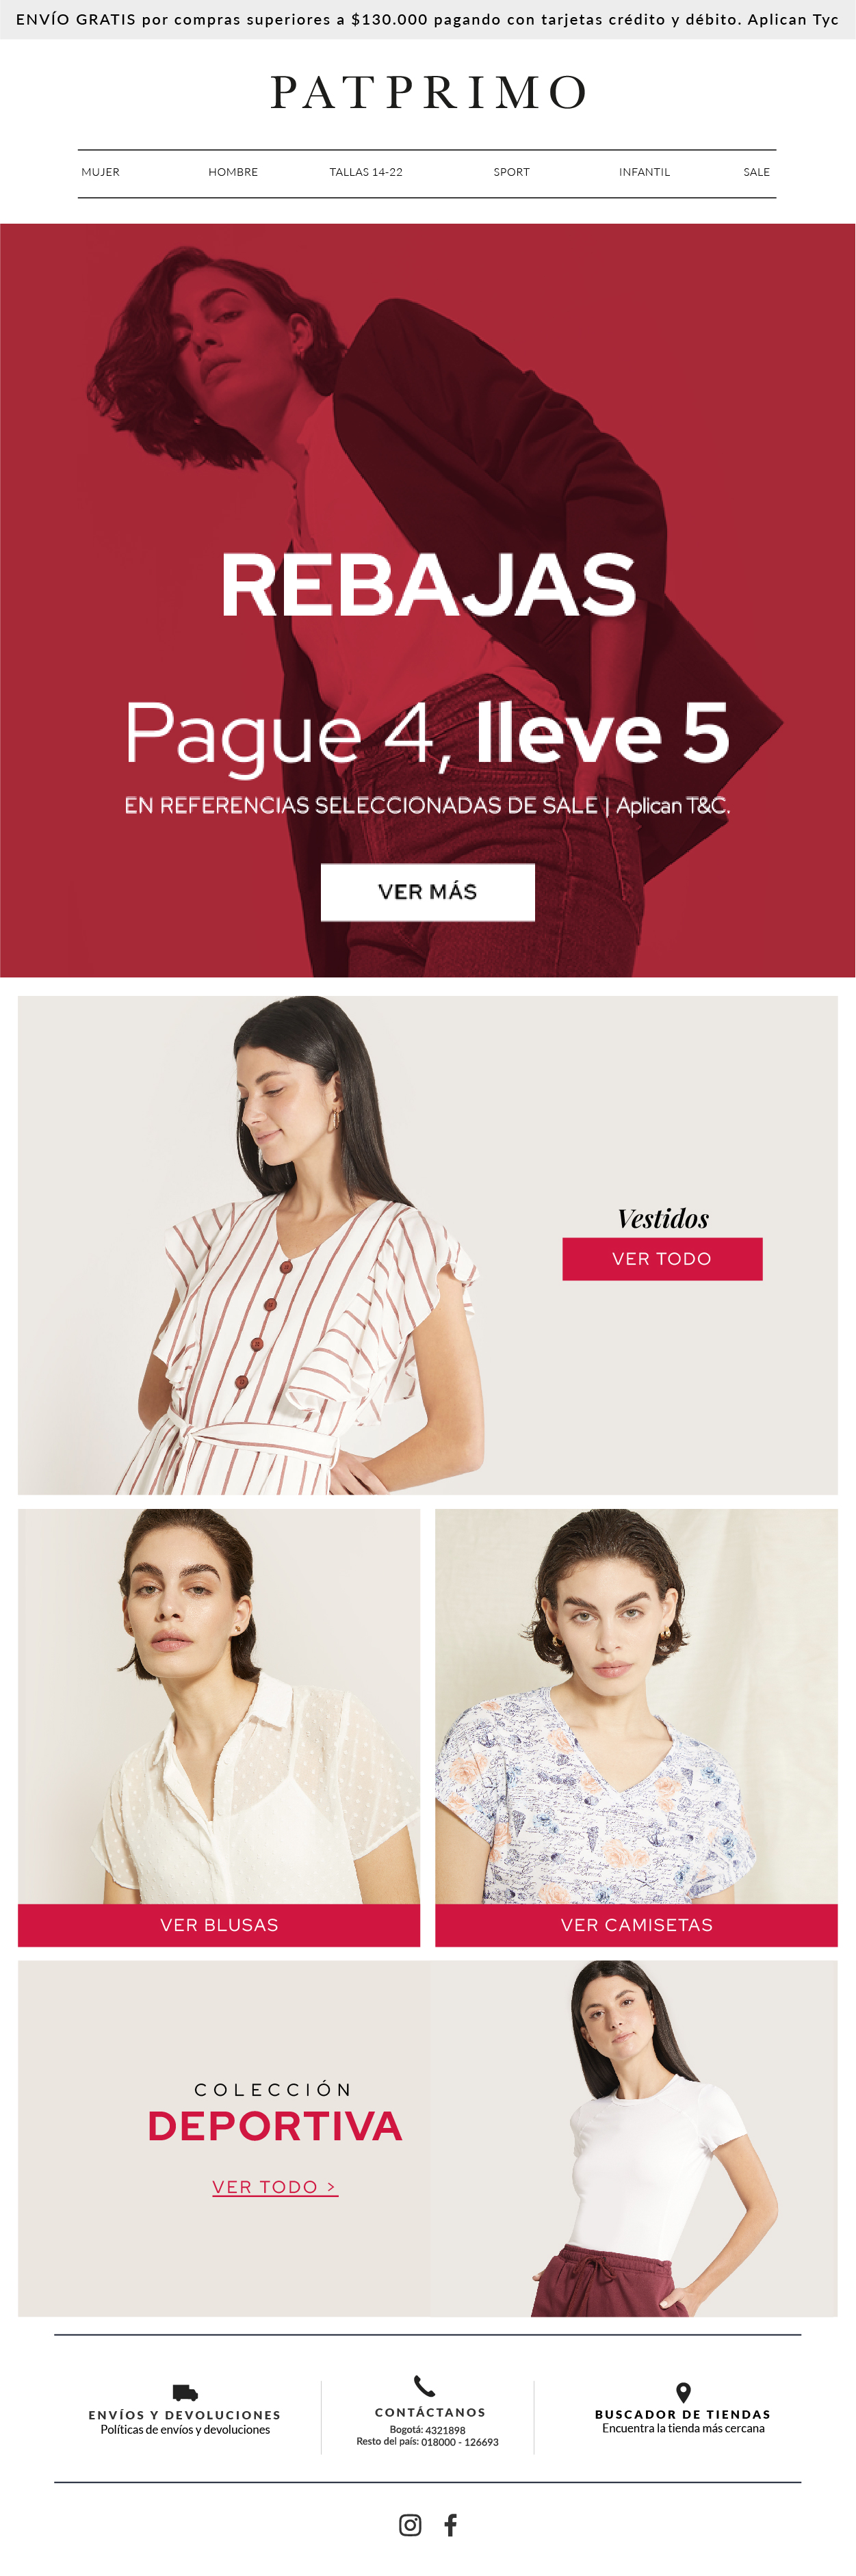 ENVÍO GRATIS por compras superiores a $130.000 pagando con tarjetas crédito y débito. Aplican Tyc
PATPRIMO
MUJER HOMBRE TALLAS 14-22 SPORT INFANTIL SALE
REBAJAS
Pague 4, lleve 5
EN REFERENCIAS SELECCIONADAS DE SALE | Aplican T&C.
VER MÁS
Vestidos
VER TODO
VER BLUSAS
VER CAMISETAS
COLECCIÓN
DEPORTIVA
VER TODO >
ENVÍOS Y DEVOLUCIONES
Políticas de envíos y devoluciones
CONTÁCTANOS
Bogotá: 4321898
Resto del país: 018000 - 126693
BUSCADOR DE TIENDAS
Encuentra la tienda más cercana